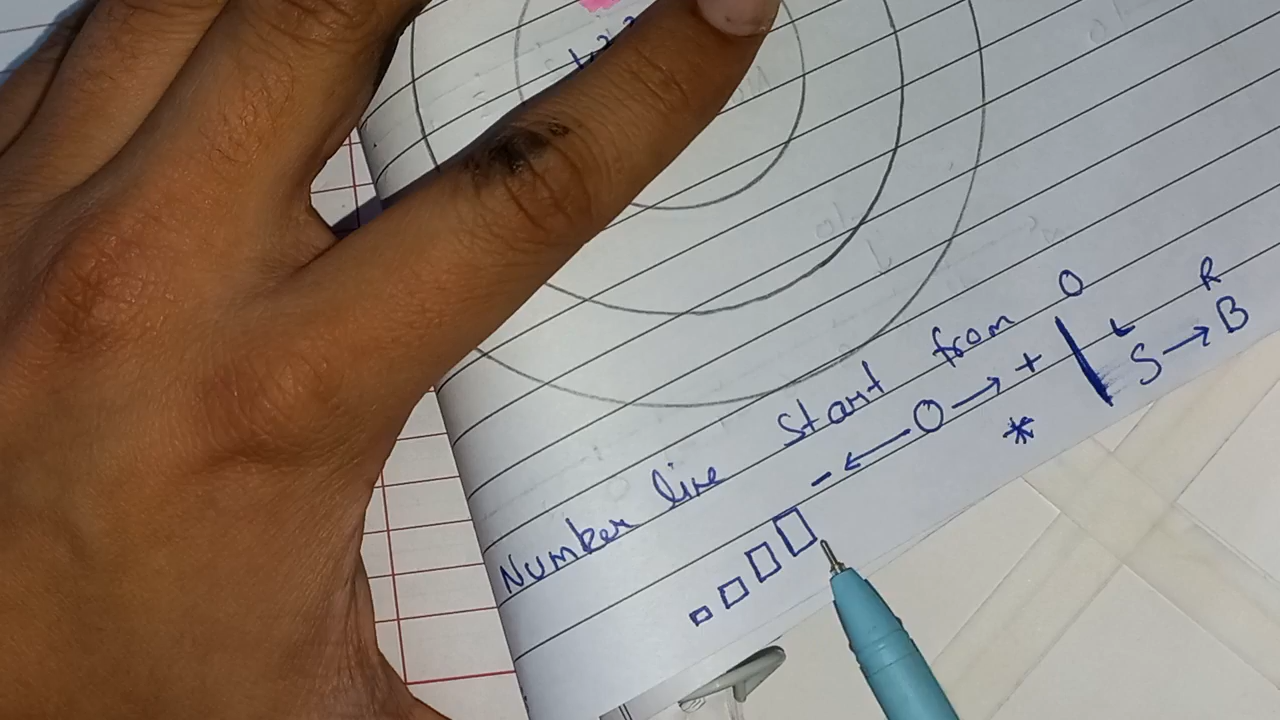 Number line start from 0
- ← 0 → + L R
* S → B